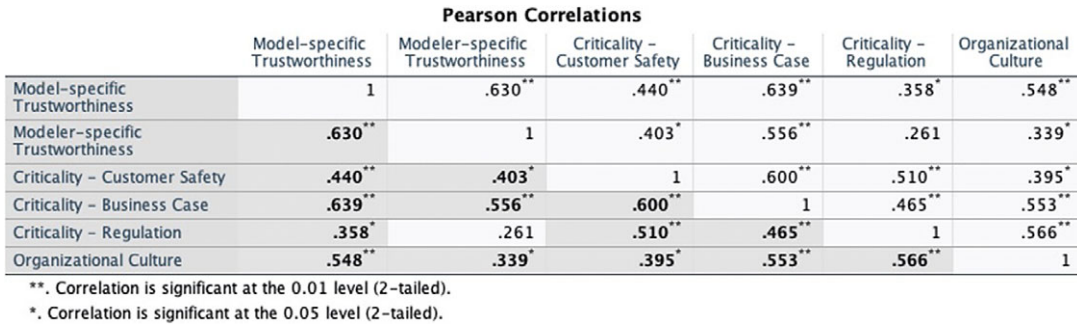 Pearson Correlations
Model-specific Modeler-specific Criticality - Criticality - Criticality - Organizational
Trustworthiness Trustworthiness Customer Safety Business Case Regulation Culture
Model-specific
Trustworthiness 1 .630** .440** .639** .358* .548**
Modeler-specific
Trustworthiness .630** 1 .403* .556** .261 .339*
Criticality - Customer Safety .440** .403* 1 .600** .510** .395*
Criticality - Business Case .639** .556** .600** 1 .465** .553**
Criticality - Regulation .358* .261 .510** .465** 1 .566**
Organizational Culture .548** .339* .395* .553** .566** 1
**. Correlation is significant at the 0.01 level (2-tailed).
*. Correlation is significant at the 0.05 level (2-tailed).